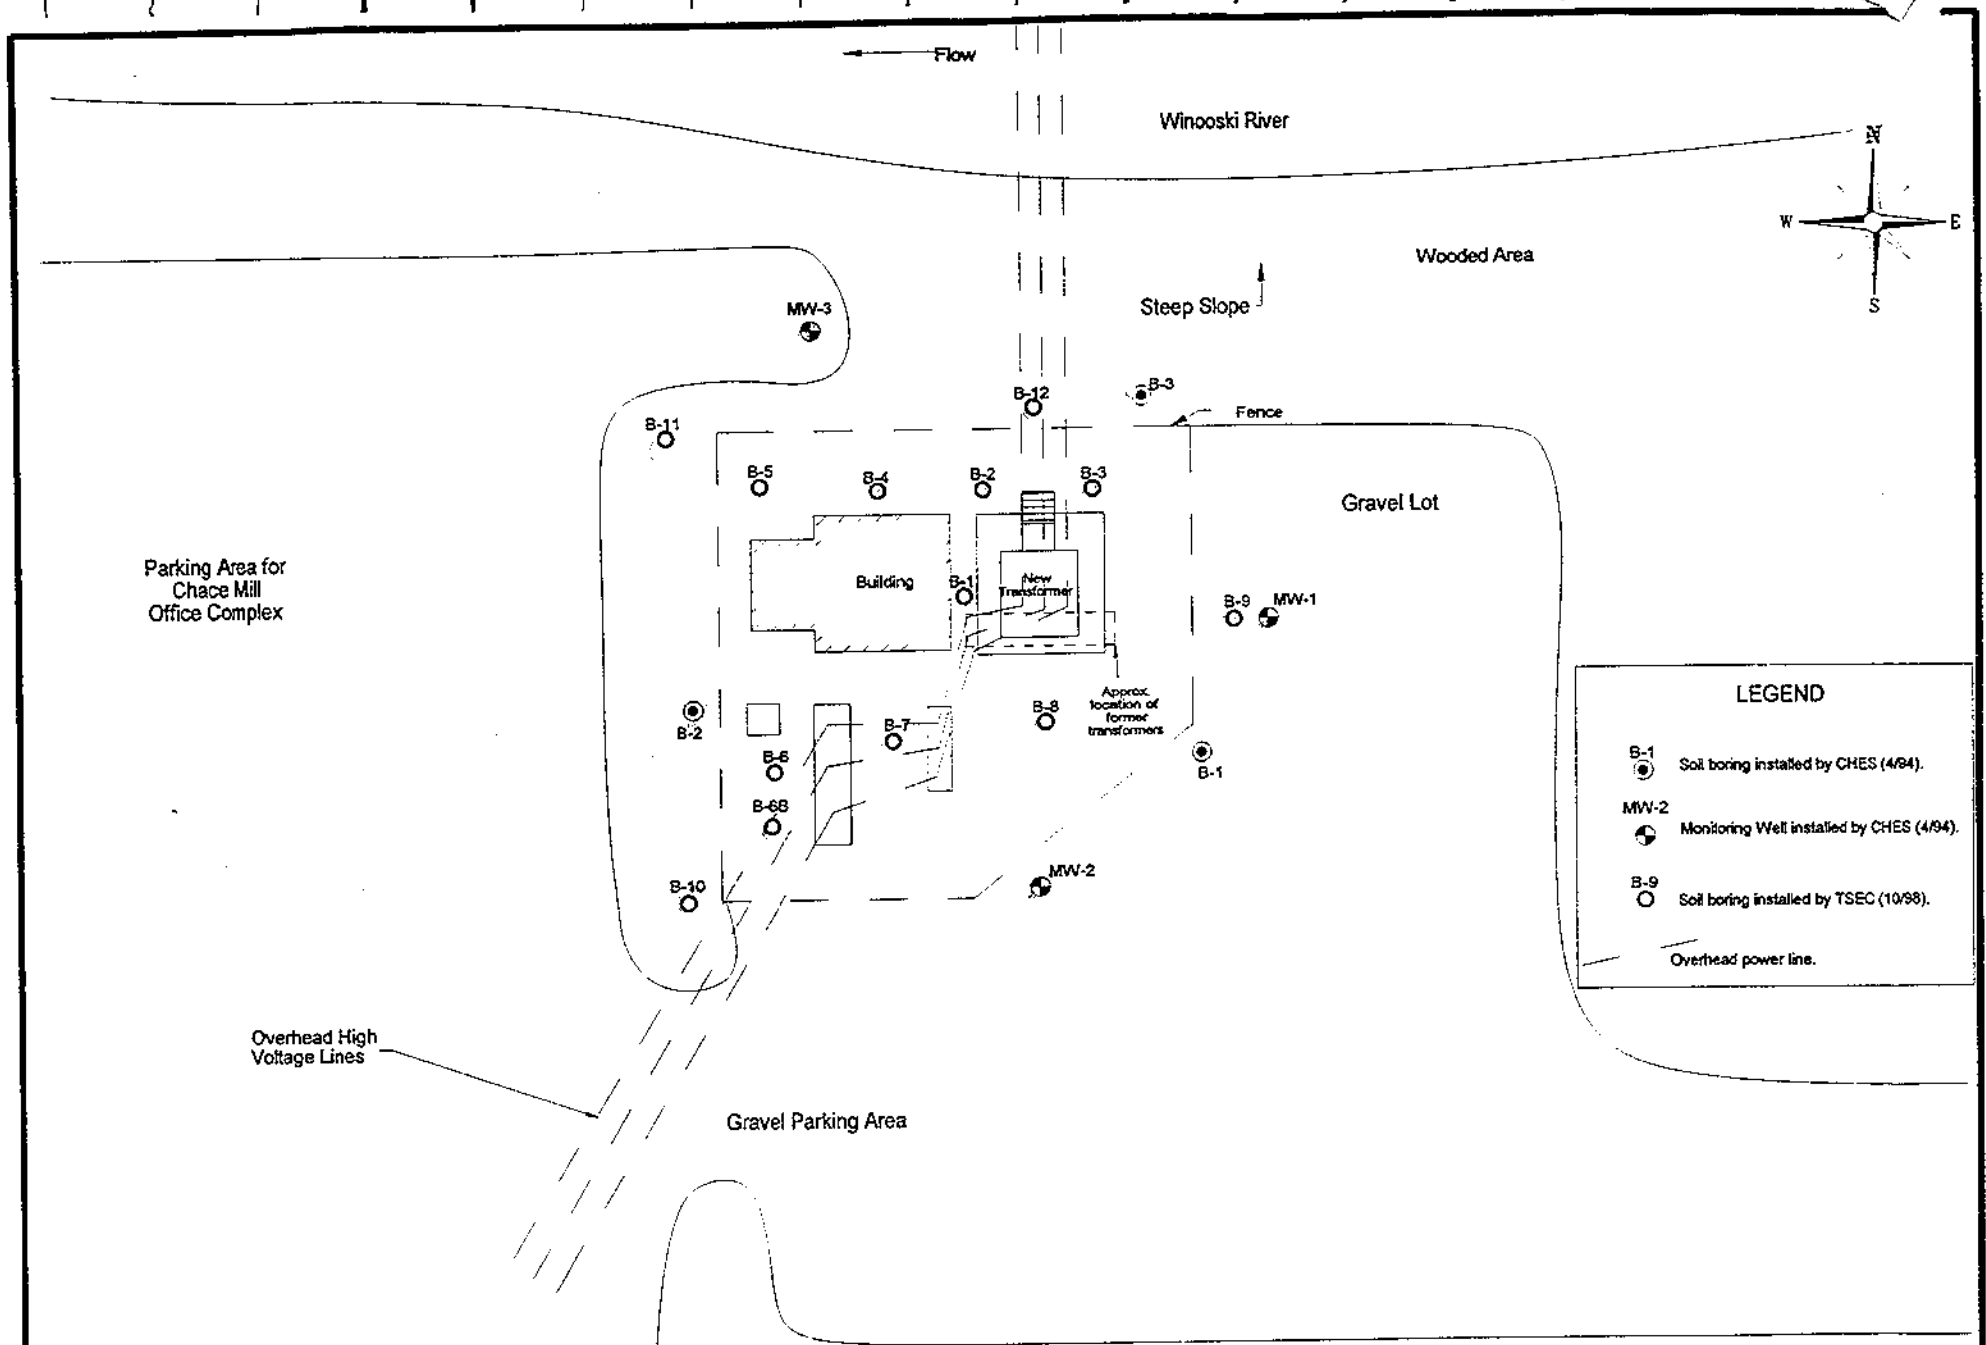 Flow
Winooski River
N
W
E
S
Wooded Area
Steep Slope
MW-3
B-3
B-12
Fence
B-11
B-5
B-4
B-2
B-3
Gravel Lot
Parking Area for
Chace Mill
Office Complex
Building
B-1
New
Transformer
B-9
MW-1
Approx.
location of
former
transformers
B-2
B-7
B-8
B-6
B-1
B-6B
MW-2
B-10
LEGEND
B-1
Soil boring installed by CHES (4/94).
MW-2
Monitoring Well installed by CHES (4/94).
B-9
Soil boring installed by TSEC (10/98).
Overhead power line.
Overhead High
Voltage Lines
Gravel Parking Area